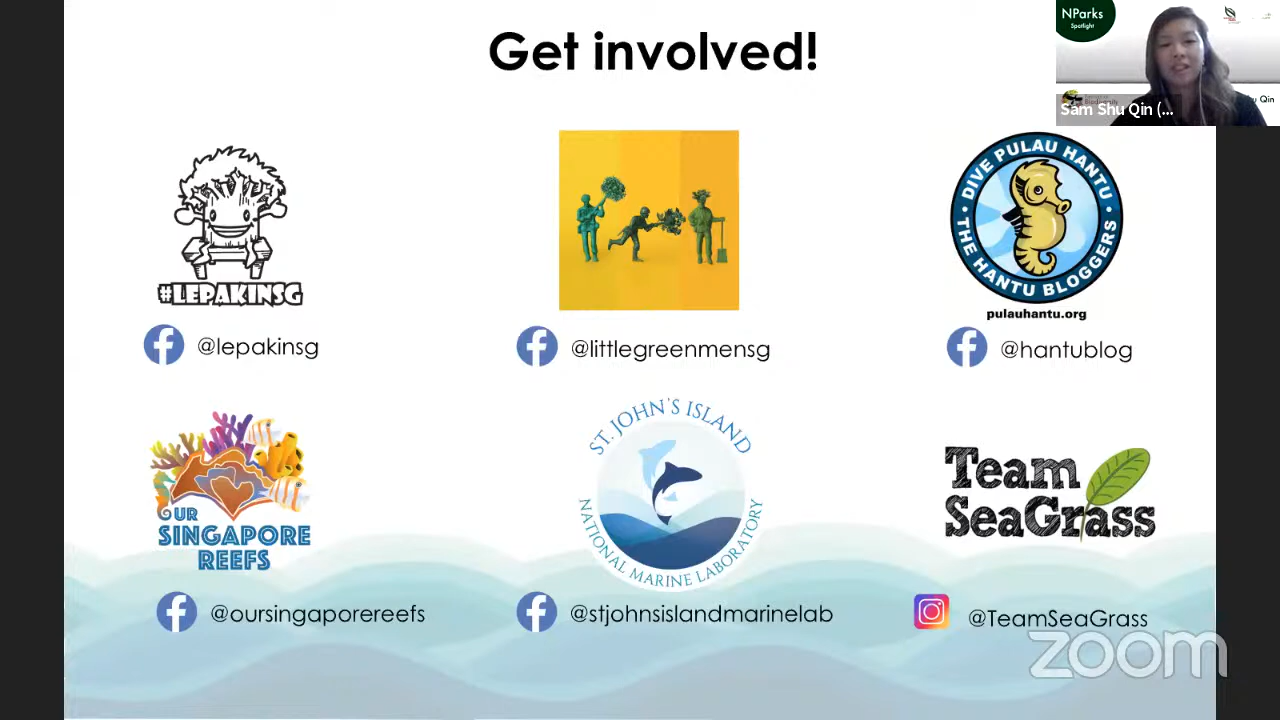 Get involved!
NParks
Spotlight
Sam Shu Qin (...
#LEPAKINSG
@lepakinsg
@littlegreenmensg
DIVE PULAU HANTU
THE HANTU BLOGGERS
pulauhantu.org
@hantublog
OUR
SINGAPORE
REEFS
@oursingaporereefs
ST. JOHN'S ISLAND
NATIONAL MARINE LABORATORY
@stjohnsislandmarinelab
Team
SeaGrass
@TeamSeaGrass
zoom